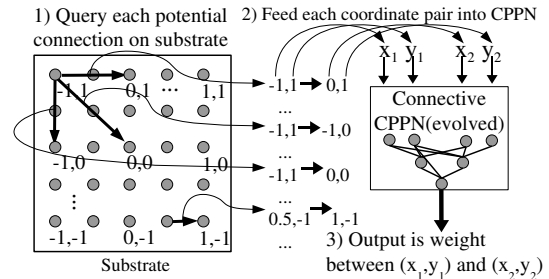 1) Query each potential
connection on substrate
2) Feed each coordinate pair into CPPN
-1,1 0,1 ... 1,1
-1,0 0,0 1,0
...
-1,-1 0,-1 1,-1
Substrate
-1,1 0,1
...
-1,1 -1,0
...
-1,1 0,0
...
0.5,-1 1,-1
...
x1 y1 x2 y2
Connective
CPPN(evolved)
3) Output is weight
between (x1,y1) and (x2,y2)